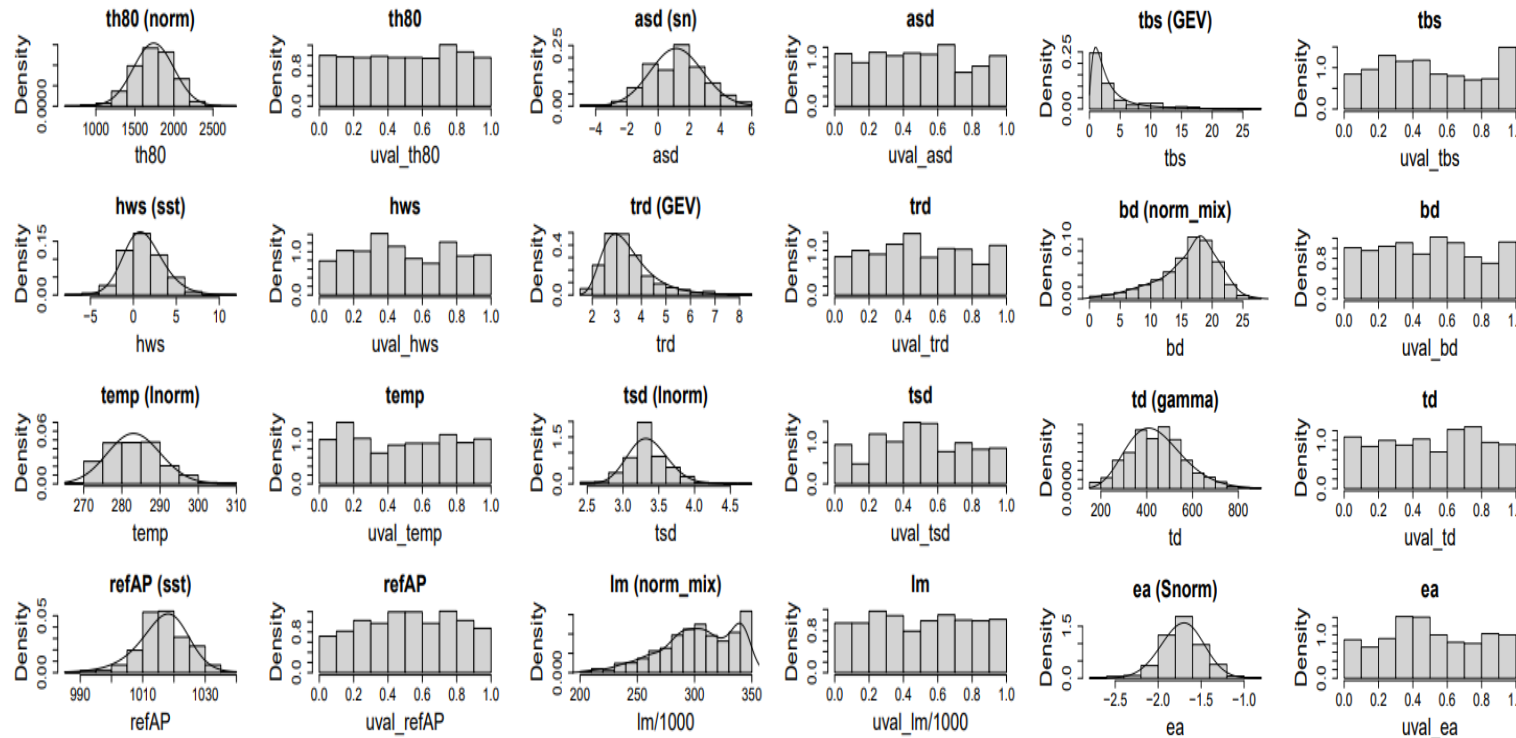 th80 (norm)
Density
0.0000
1000 1500 2000 2500
th80
th80
Density
0.0 0.8
0.0 0.2 0.4 0.6 0.8 1.0
uval_th80
asd (sn)
Density
0.00 0.25
−4 −2 0 2 4 6
asd
asd
Density
0.0 1.0
0.0 0.2 0.4 0.6 0.8 1.0
uval_asd
tbs (GEV)
Density
0.00 0.25
0 5 10 15 20 25
tbs
tbs
Density
0.0 1.0
0.0 0.2 0.4 0.6 0.8
uval_tbs
hws (sst)
Density
0.00 0.15
−5 0 5 10
hws
hws
Density
0.0 1.0
0.0 0.2 0.4 0.6 0.8 1.0
uval_hws
trd (GEV)
Density
0.0 0.4
2 3 4 5 6 7 8
trd
trd
Density
0.0 1.0
0.0 0.2 0.4 0.6 0.8 1.0
uval_trd
bd (norm_mix)
Density
0.00 0.10
0 5 10 15 20 25
bd
bd
Density
0.0 0.8
0.0 0.2 0.4 0.6 0.8
uval_bd
temp (lnorm)
Density
0.00 0.06
270 280 290 300 310
temp
temp
Density
0.0 1.0
0.0 0.2 0.4 0.6 0.8 1.0
uval_temp
tsd (lnorm)
Density
0.0 1.5
2.5 3.0 3.5 4.0 4.5
tsd
tsd
Density
0.0 1.0
0.0 0.2 0.4 0.6 0.8 1.0
uval_tsd
td (gamma)
Density
0.0000
200 400 600 800
td
td
Density
0.0 1.0
0.0 0.2 0.4 0.6 0.8
uval_td
refAP (sst)
Density
0.00 0.05
990 1010 1030
refAP
refAP
Density
0.0 0.8
0.0 0.2 0.4 0.6 0.8 1.0
uval_refAP
lm (norm_mix)
Density
0.000
200 250 300 350
lm/1000
lm
Density
0.0 0.8
0.0 0.2 0.4 0.6 0.8 1.0
uval_lm/1000
ea (Snorm)
Density
0.0 1.5
−2.5 −2.0 −1.5 −1.0
ea
ea
Density
0.0 1.0
0.0 0.2 0.4 0.6 0.8
uval_ea